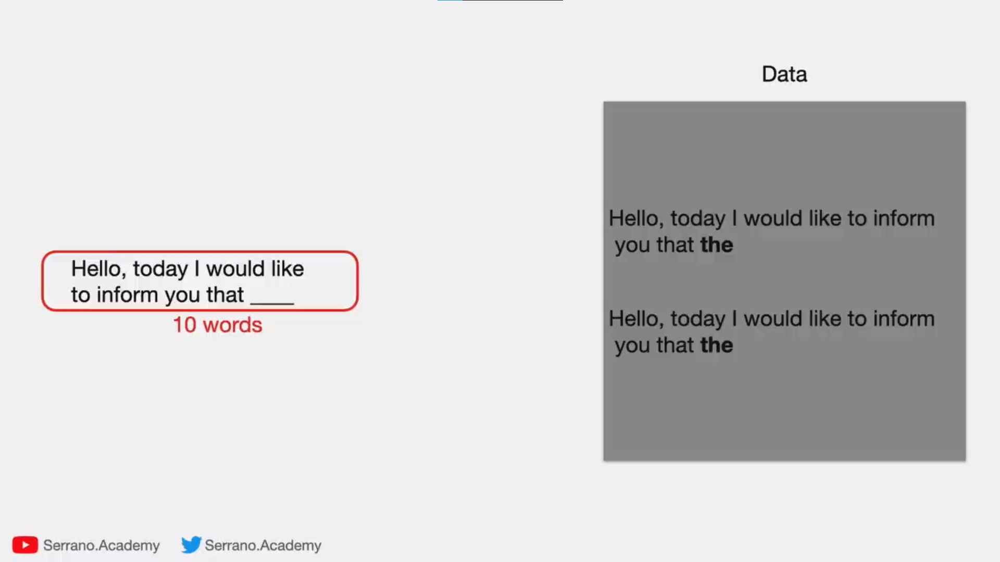 Data
Hello, today I would like to inform
you that the
Hello, today I would like
to inform you that ____
10 words
Hello, today I would like to inform
you that the
Serrano.Academy
Serrano.Academy